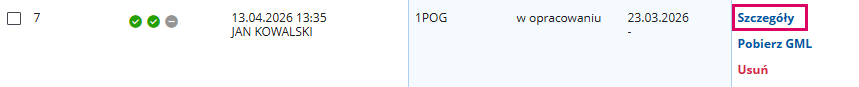 7 13.04.2026 13:35 1POG w opracowaniu 23.03.2026 Szczegóły
JAN KOWALSKI -
Pobierz GML
Usuń